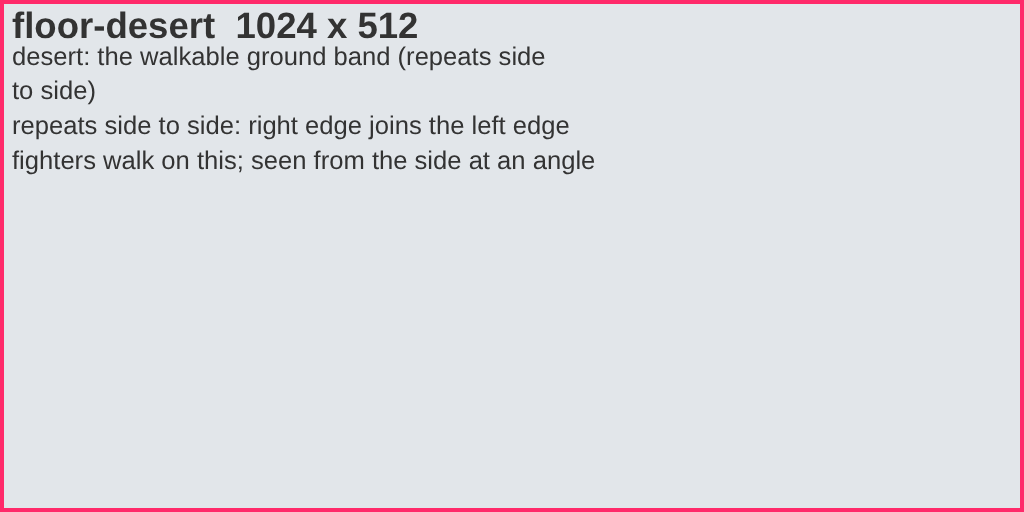 floor-desert  1024 x 512
desert: the walkable ground band (repeats side
to side)
repeats side to side: right edge joins the left edge
fighters walk on this; seen from the side at an angle